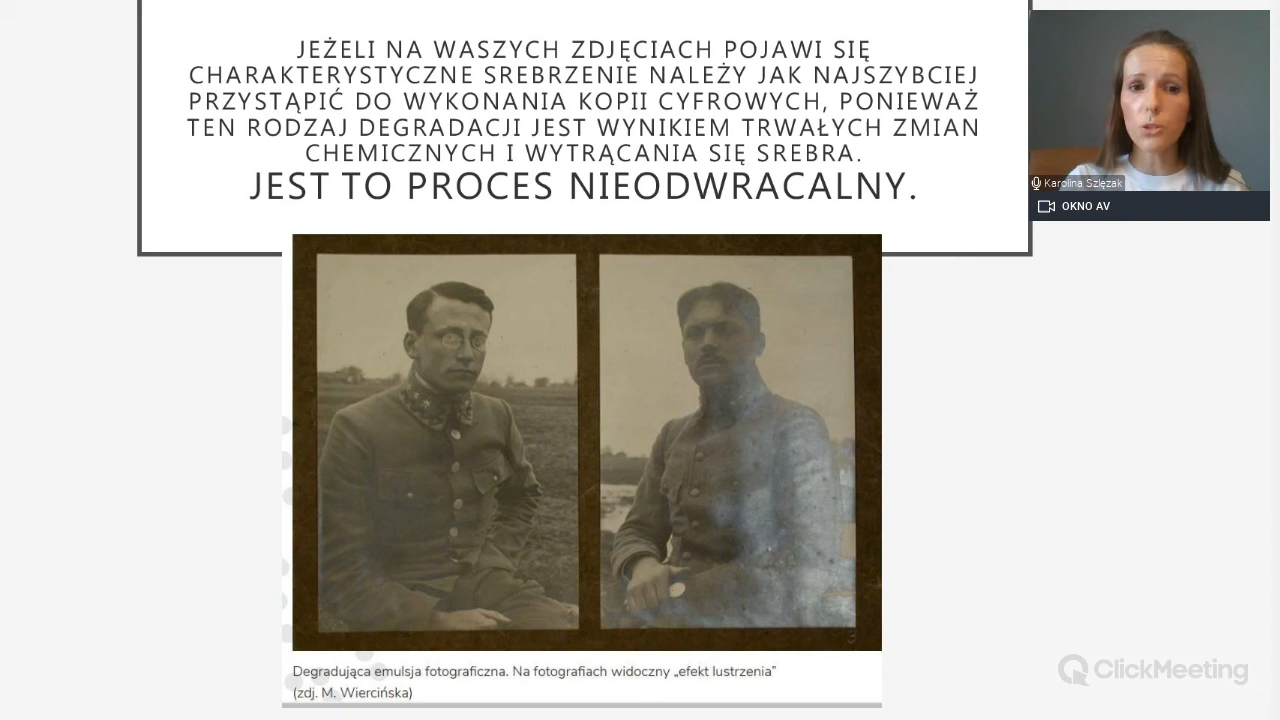 JEŻELI NA WASZYCH ZDJĘCIACH POJAWI SIĘ
CHARAKTERYSTYCZNE SREBRZENIE NALEŻY JAK NAJSZYBCIEJ
PRZYSTĄPIĆ DO WYKONANIA KOPII CYFROWYCH, PONIEWAŻ
TEN RODZAJ DEGRADACJI JEST WYNIKIEM TRWAŁYCH ZMIAN
CHEMICZNYCH I WYTRĄCANIA SIĘ SREBRA.
JEST TO PROCES NIEODWRACALNY.
Karolina Szlęzak
OKNO AV
Degradująca emulsja fotograficzna. Na fotografiach widoczny „efekt lustrzenia”
(zdj. M. Wiercińska)
ClickMeeting